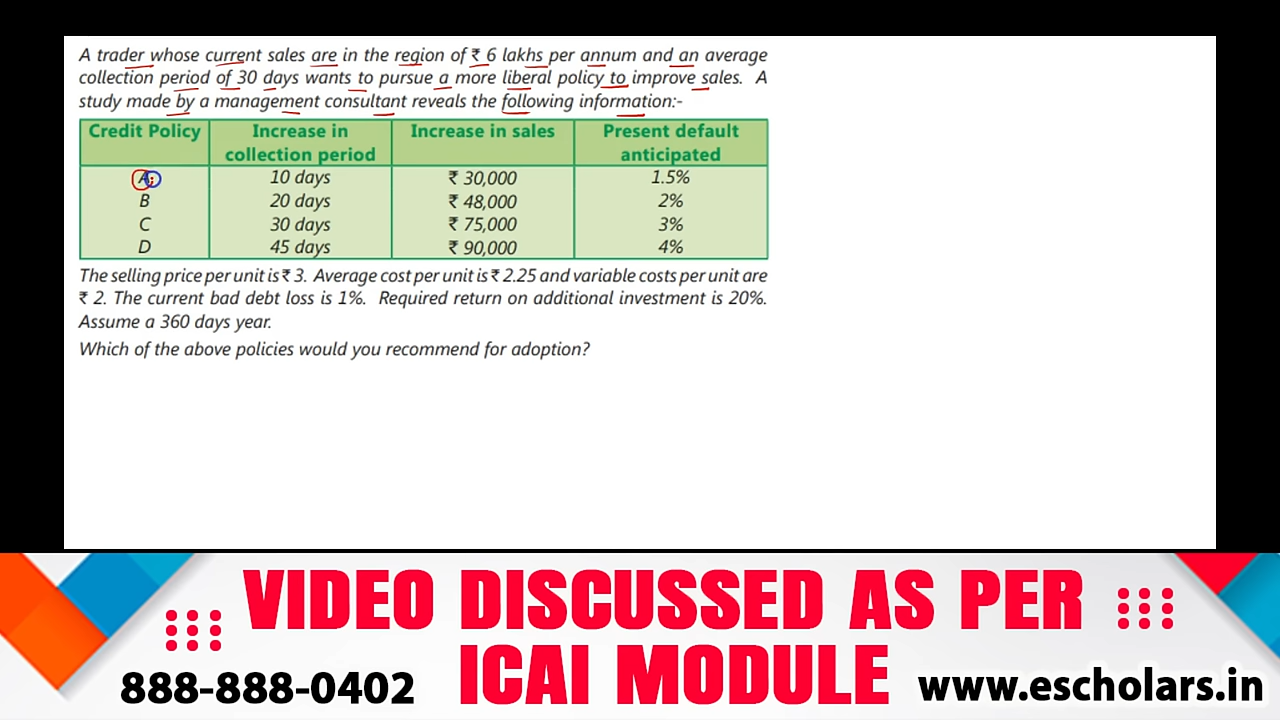 A trader whose current sales are in the region of ₹ 6 lakhs per annum and an average
collection period of 30 days wants to pursue a more liberal policy to improve sales. A
study made by a management consultant reveals the following information:-
Credit Policy Increase in collection period Increase in sales Present default anticipated
A 10 days ₹ 30,000 1.5%
B 20 days ₹ 48,000 2%
C 30 days ₹ 75,000 3%
D 45 days ₹ 90,000 4%
The selling price per unit is ₹ 3. Average cost per unit is ₹ 2.25 and variable costs per unit are
₹ 2. The current bad debt loss is 1%. Required return on additional investment is 20%.
Assume a 360 days year.
Which of the above policies would you recommend for adoption?
VIDEO DISCUSSED AS PER
ICAI MODULE
888-888-0402
www.escholars.in